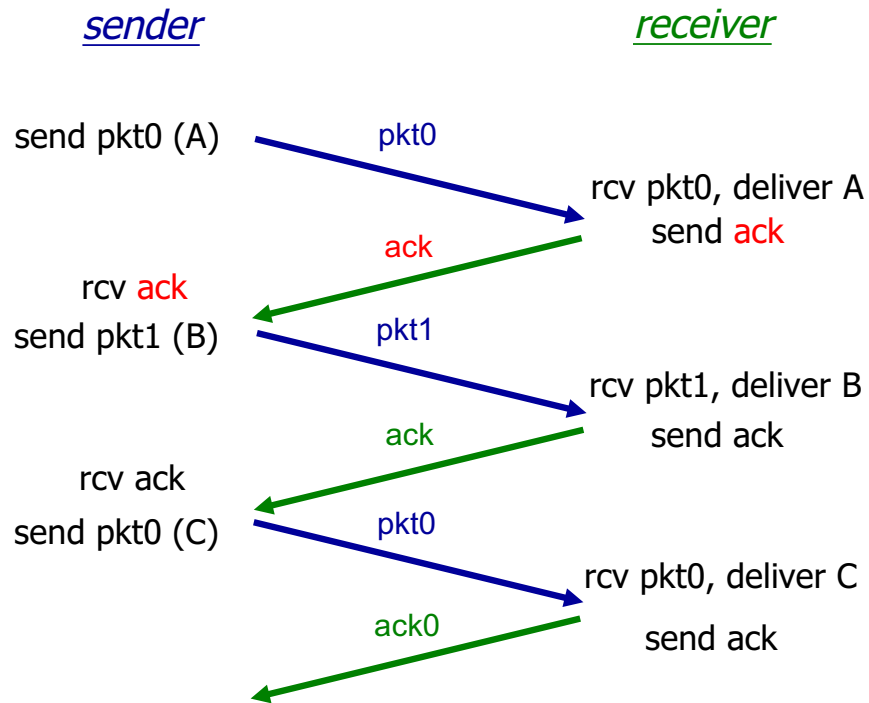 sender
receiver
send pkt0 (A)
pkt0
rcv pkt0, deliver A
send ack
ack
rcv ack
send pkt1 (B)
pkt1
rcv pkt1, deliver B
send ack
ack
rcv ack
send pkt0 (C)
pkt0
rcv pkt0, deliver C
send ack
ack0